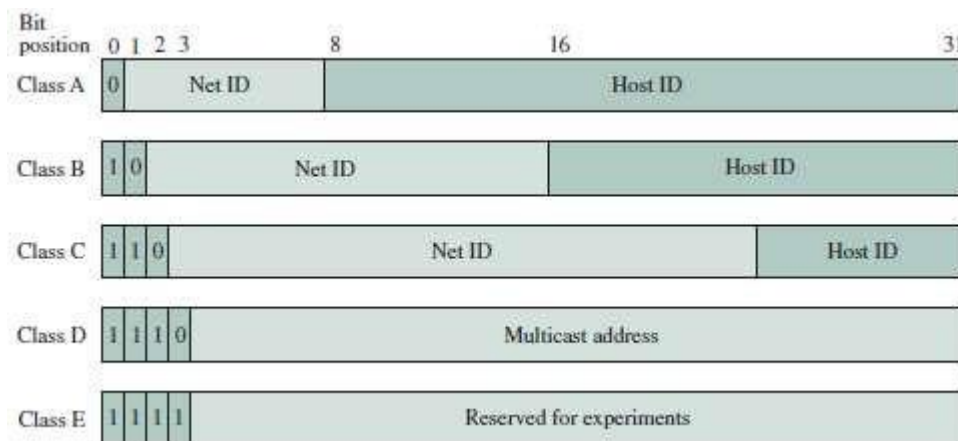 Bit
position 0 1 2 3 8 16 31
Class A 0 Net ID Host ID
Class B 1 0 Net ID Host ID
Class C 1 1 0 Net ID Host ID
Class D 1 1 1 0 Multicast address
Class E 1 1 1 1 Reserved for experiments